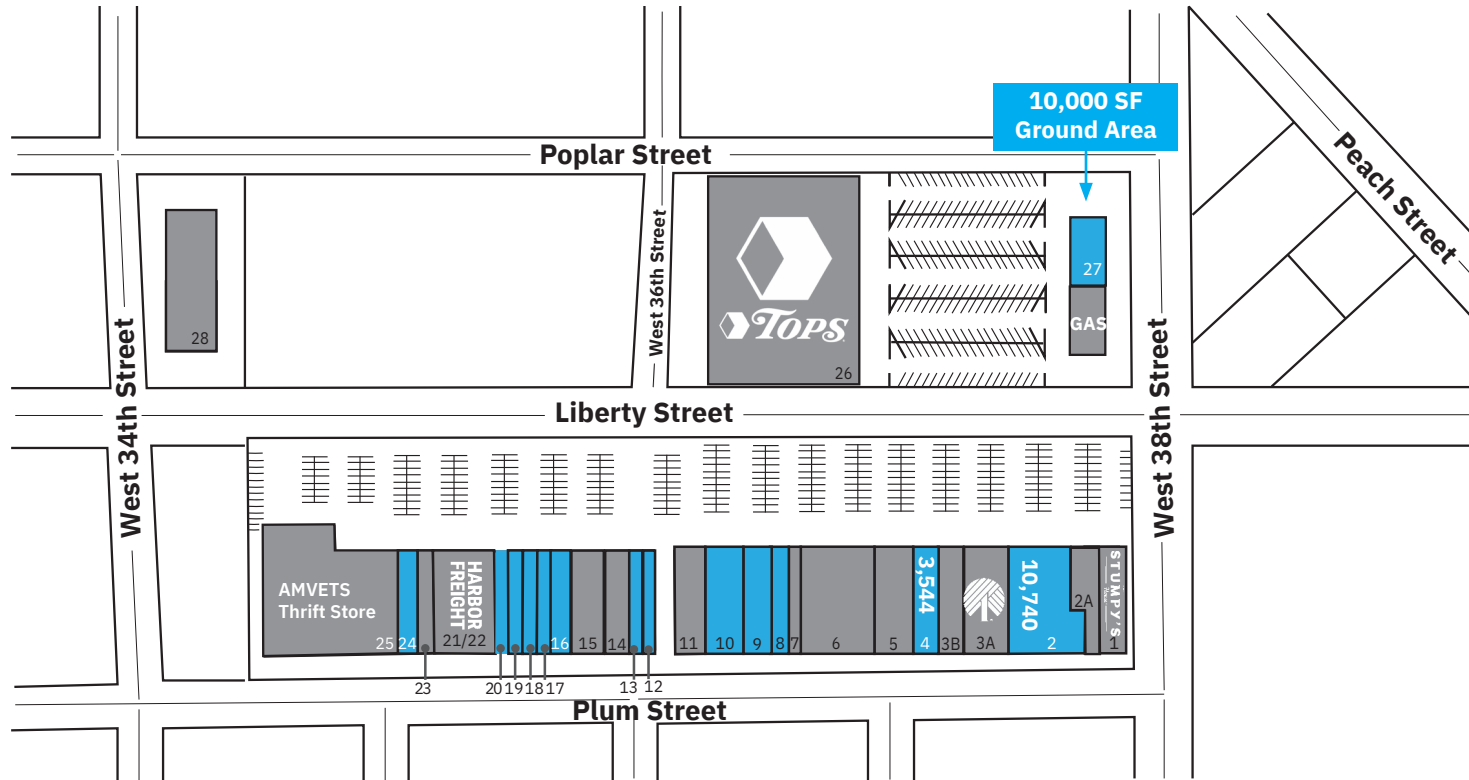 10,000 SF
Ground Area
Poplar Street
Peach Street
West 36th Street
27
TOPS
GAS
28
26
West 34th Street
West 38th Street
Liberty Street
AMVETS
Thrift Store
HARBOR
FREIGHT
3,544
10,740
STUMPY'S
2A
25 24 21/22 16 15 14 11 10 9 8 7 6 5 4 3B 3A 2 1
23 20 19 18 17 13 12
Plum Street